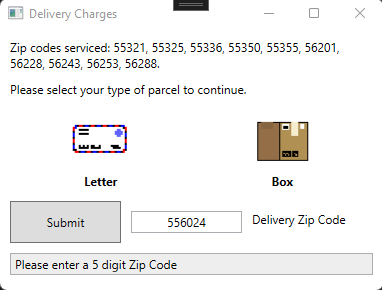 Delivery Charges
Zip codes serviced: 55321, 55325, 55336, 55350, 55355, 56201,
56228, 56243, 56253, 56288.
Please select your type of parcel to continue.
Letter
Box
Submit
556024
Delivery Zip Code
Please enter a 5 digit Zip Code